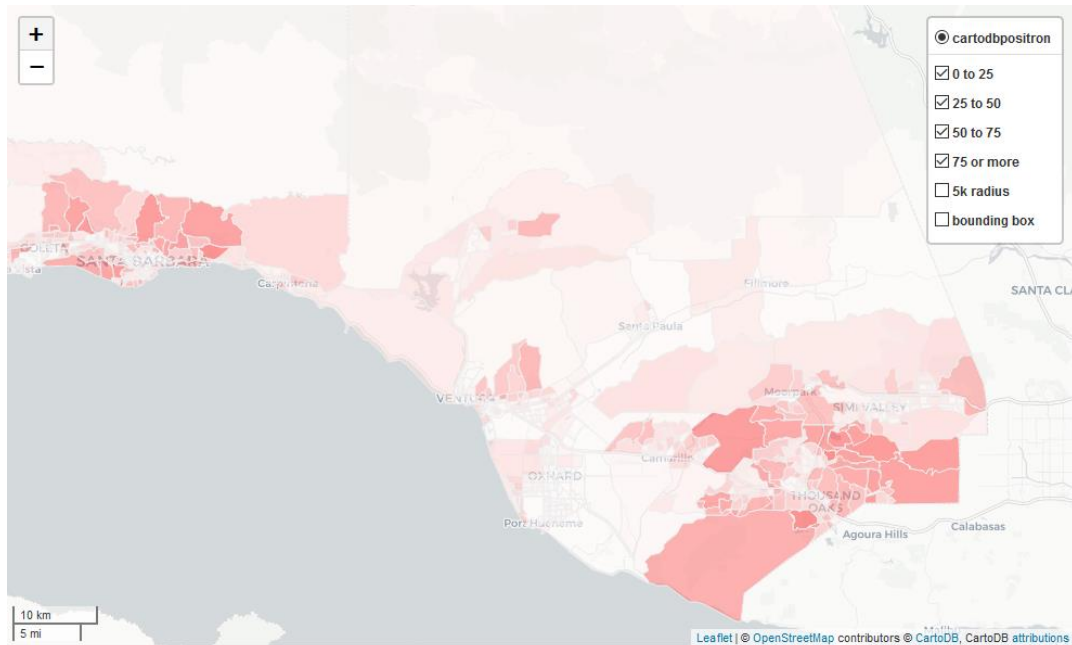 +
−
cartodbpositron
0 to 25
25 to 50
50 to 75
75 or more
5k radius
bounding box
GOLETA
SANTA BARBARA
Carpinteria
Fillmore
SANTA CLA
Santa Paula
VENTURA
Moorpark
SIMI VALLEY
Camarillo
OXNARD
THOUSAND
OAKS
Port Hueneme
Agoura Hills
Calabasas
10 km
5 mi
Leaflet | © OpenStreetMap contributors © CartoDB, CartoDB attributions